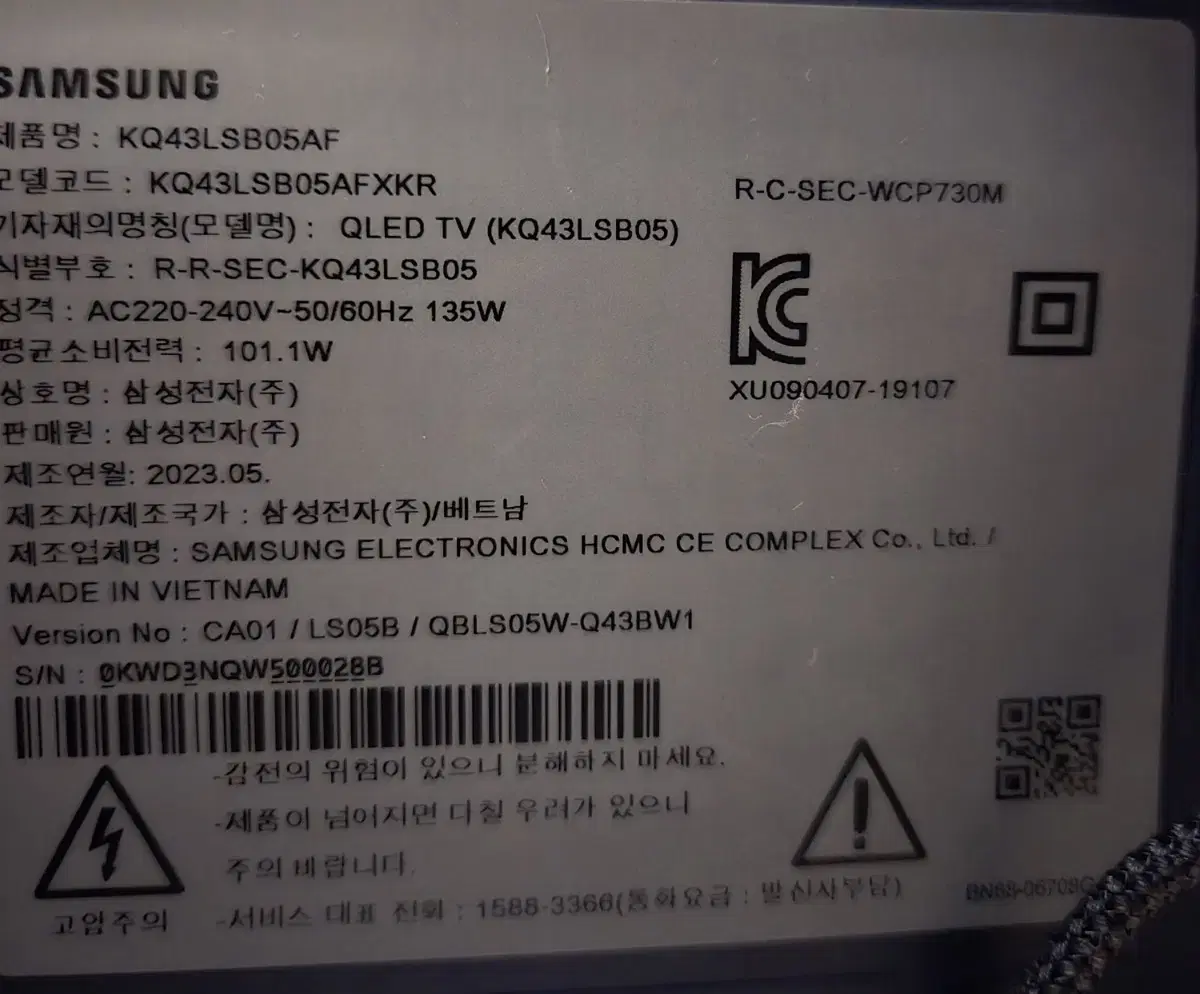 SAMSUNG
제품명 : KQ43LSB05AF
모델코드 : KQ43LSB05AFXKR
기자재의명칭(모델명) : QLED TV (KQ43LSB05)
식별부호 : R-R-SEC-KQ43LSB05
정격 : AC220-240V~50/60Hz 135W
평균소비전력 : 101.1W
상호명 : 삼성전자(주)
판매원 : 삼성전자(주)
제조연월: 2023.05.
제조자/제조국가 : 삼성전자(주)/베트남
제조업체명 : SAMSUNG ELECTRONICS HCMC CE COMPLEX Co., Ltd. /
MADE IN VIETNAM
Version No : CA01 / LS05B / QBLS05W-Q43BW1
S/N : 0KWD3NQW500028B
R-C-SEC-WCP730M
XU090407-19107
-감전의 위험이 있으니 분해하지 마세요.
-제품이 넘어지면 다칠 우려가 있으니
주의 바랍니다.
-서비스 대표 전화 : 1588-3366(통화요금 : 발신사부담)
고압주의